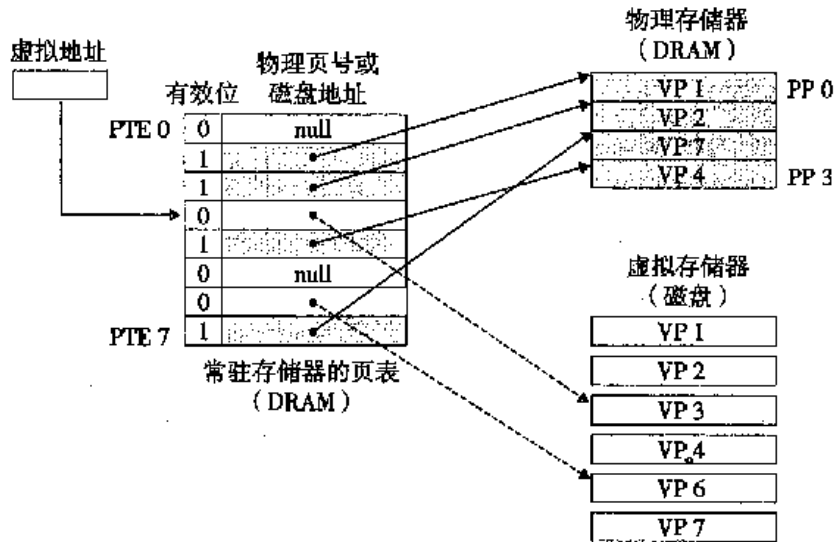 虚拟地址
有效位
物理页号或
磁盘地址
PTE 0
0
null
1
1
0
1
0
null
0
PTE 7
1
常驻存储器的页表
(DRAM)
物理存储器
(DRAM)
VP 1
PP 0
VP 2
VP 7
VP 4
PP 3
虚拟存储器
(磁盘)
VP 1
VP 2
VP 3
VP 4
VP 6
VP 7